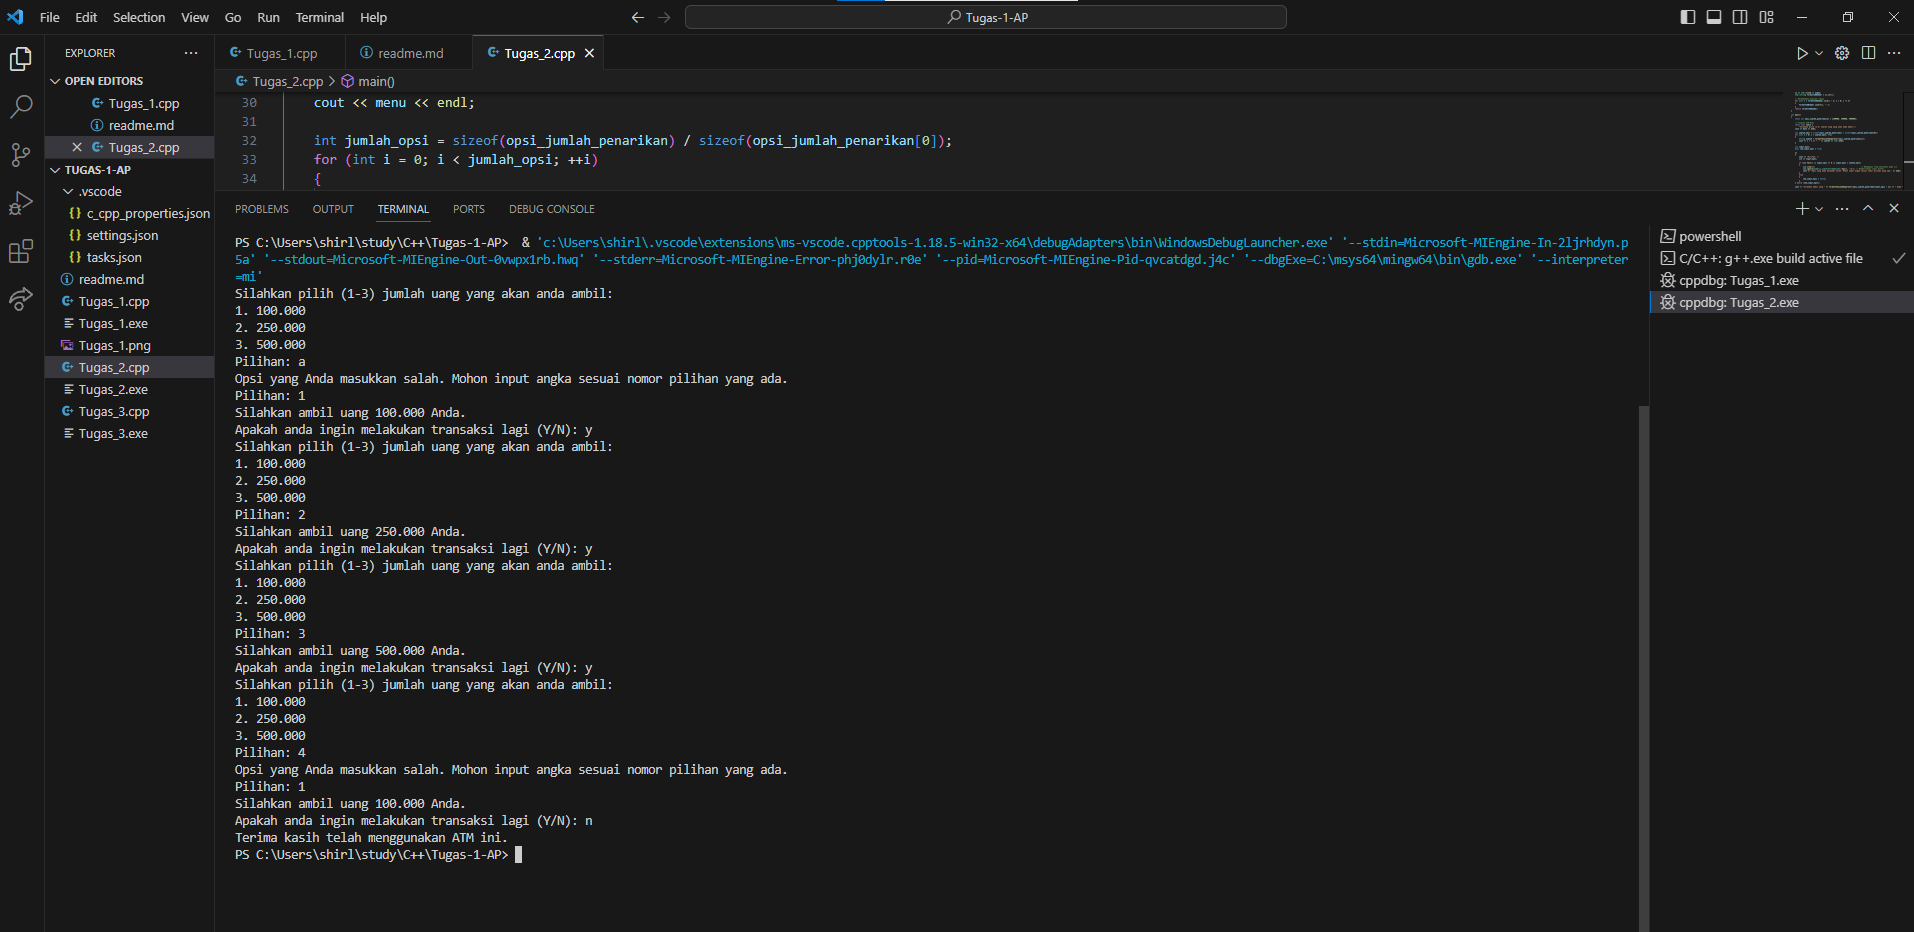 File Edit Selection View Go Run Terminal Help
Tugas-1-AP
EXPLORER
OPEN EDITORS
Tugas_1.cpp
readme.md
Tugas_2.cpp
TUGAS-1-AP
.vscode
c_cpp_properties.json
settings.json
tasks.json
readme.md
Tugas_1.cpp
Tugas_1.exe
Tugas_1.png
Tugas_2.cpp
Tugas_2.exe
Tugas_3.cpp
Tugas_3.exe
Tugas_1.cpp readme.md Tugas_2.cpp
Tugas_2.cpp > main()
30 cout << menu << endl;
31
32 int jumlah_opsi = sizeof(opsi_jumlah_penarikan) / sizeof(opsi_jumlah_penarikan[0]);
33 for (int i = 0; i < jumlah_opsi; ++i)
34 {
PROBLEMS OUTPUT TERMINAL PORTS DEBUG CONSOLE
PS C:\Users\shirl\study\C++\Tugas-1-AP> & 'c:\Users\shirl\.vscode\extensions\ms-vscode.cpptools-1.18.5-win32-x64\debugAdapters\bin\WindowsDebugLauncher.exe' '--stdin=Microsoft-MIEngine-In-2ljrhdyn.p
5a' '--stdout=Microsoft-MIEngine-Out-0vwpx1rb.hwq' '--stderr=Microsoft-MIEngine-Error-phj0dylr.r0e' '--pid=Microsoft-MIEngine-Pid-qvcatdgd.j4c' '--dbgExe=C:\msys64\mingw64\bin\gdb.exe' '--interpreter
=mi'
Silahkan pilih (1-3) jumlah uang yang akan anda ambil:
1. 100.000
2. 250.000
3. 500.000
Pilihan: a
Opsi yang Anda masukkan salah. Mohon input angka sesuai nomor pilihan yang ada.
Pilihan: 1
Silahkan ambil uang 100.000 Anda.
Apakah anda ingin melakukan transaksi lagi (Y/N): y
Silahkan pilih (1-3) jumlah uang yang akan anda ambil:
1. 100.000
2. 250.000
3. 500.000
Pilihan: 2
Silahkan ambil uang 250.000 Anda.
Apakah anda ingin melakukan transaksi lagi (Y/N): y
Silahkan pilih (1-3) jumlah uang yang akan anda ambil:
1. 100.000
2. 250.000
3. 500.000
Pilihan: 3
Silahkan ambil uang 500.000 Anda.
Apakah anda ingin melakukan transaksi lagi (Y/N): y
Silahkan pilih (1-3) jumlah uang yang akan anda ambil:
1. 100.000
2. 250.000
3. 500.000
Pilihan: 4
Opsi yang Anda masukkan salah. Mohon input angka sesuai nomor pilihan yang ada.
Pilihan: 1
Silahkan ambil uang 100.000 Anda.
Apakah anda ingin melakukan transaksi lagi (Y/N): n
Terima kasih telah menggunakan ATM ini.
PS C:\Users\shirl\study\C++\Tugas-1-AP>
powershell
C/C++: g++.exe build active file
cppdbg: Tugas_1.exe
cppdbg: Tugas_2.exe